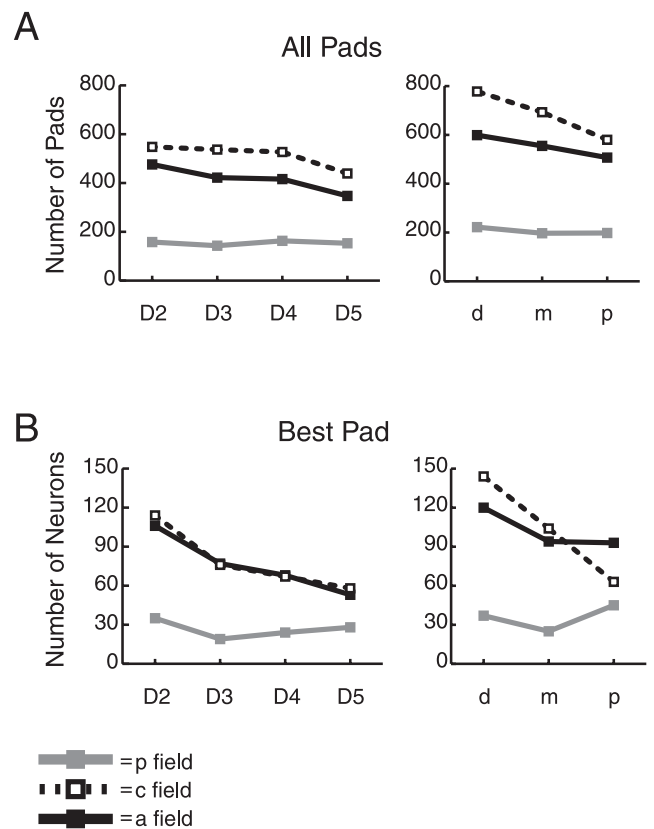 A
All Pads
Number of Pads
800
600
400
200
0
D2 D3 D4 D5
800
600
400
200
0
d m p
B
Best Pad
Number of Neurons
150
120
90
60
30
0
D2 D3 D4 D5
150
120
90
60
30
0
d m p
=p field
=c field
=a field